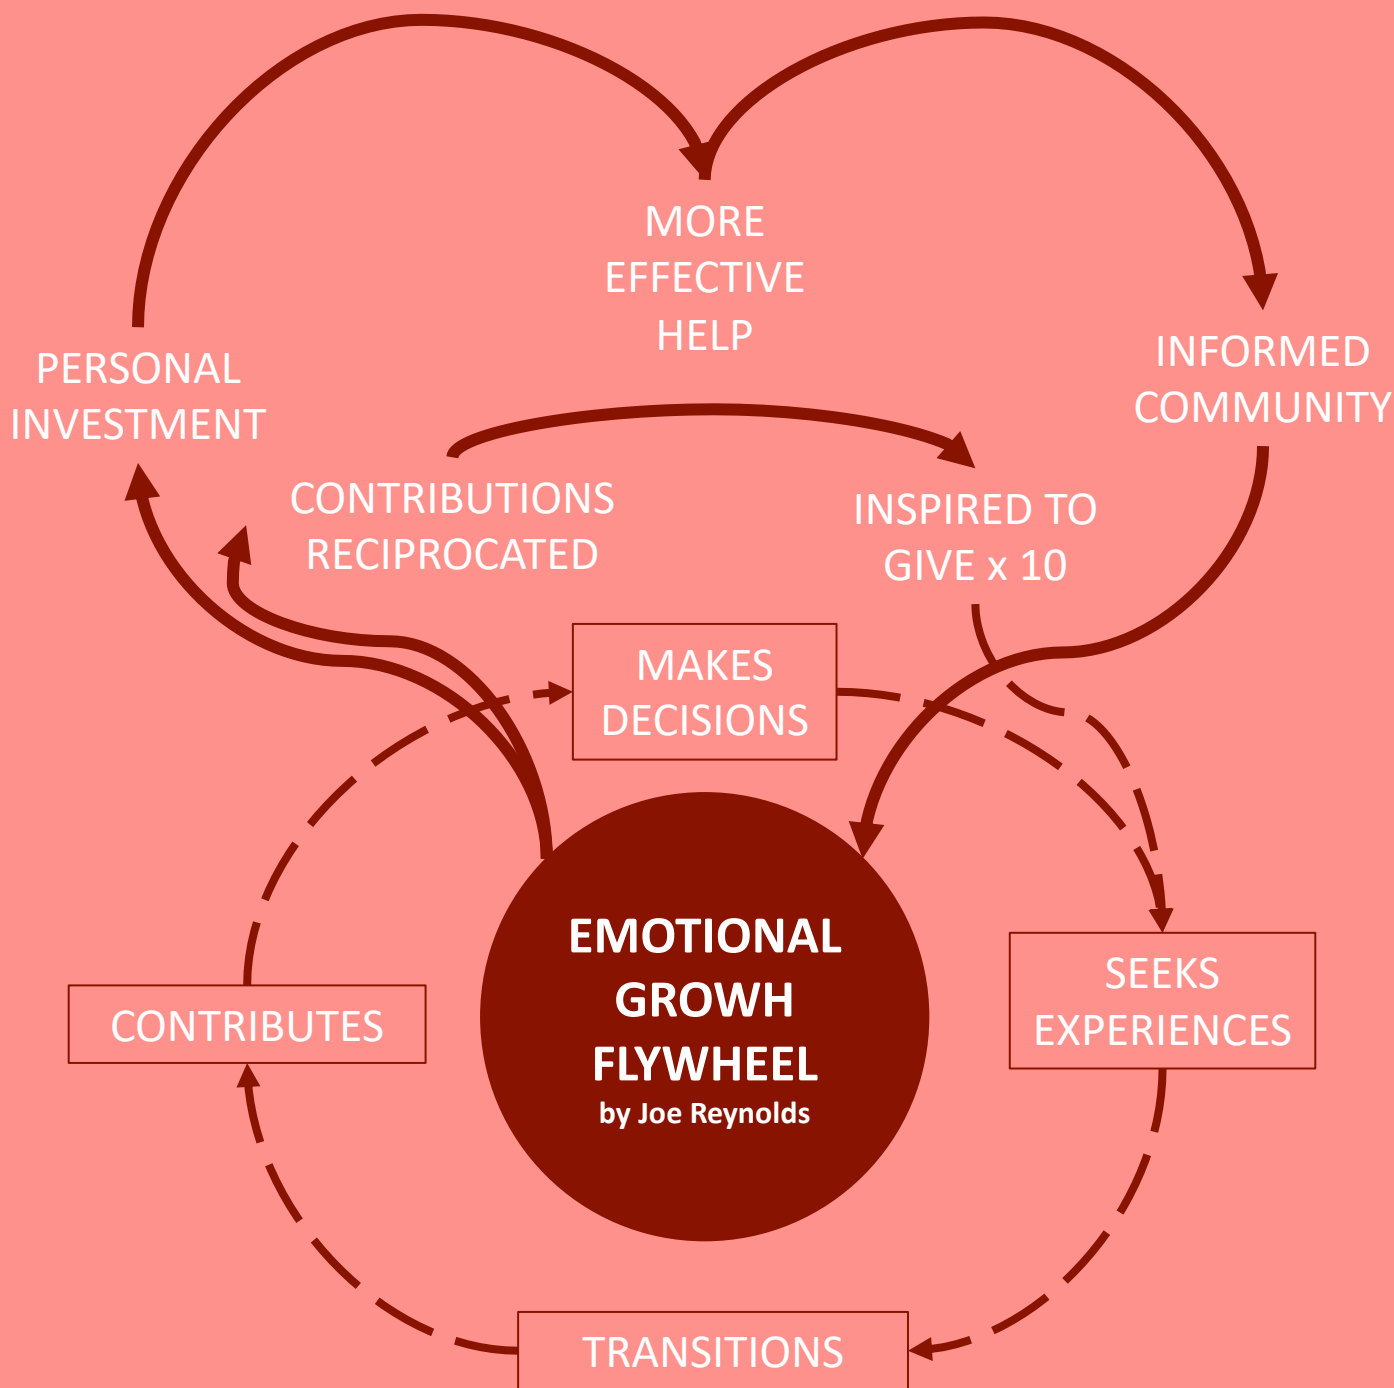 MORE
EFFECTIVE
HELP
PERSONAL
INVESTMENT
INFORMED
COMMUNITY
CONTRIBUTIONS
RECIPROCATED
INSPIRED TO
GIVE x 10
MAKES
DECISIONS
EMOTIONAL
GROWH
FLYWHEEL
by Joe Reynolds
CONTRIBUTES
SEEKS
EXPERIENCES
TRANSITIONS